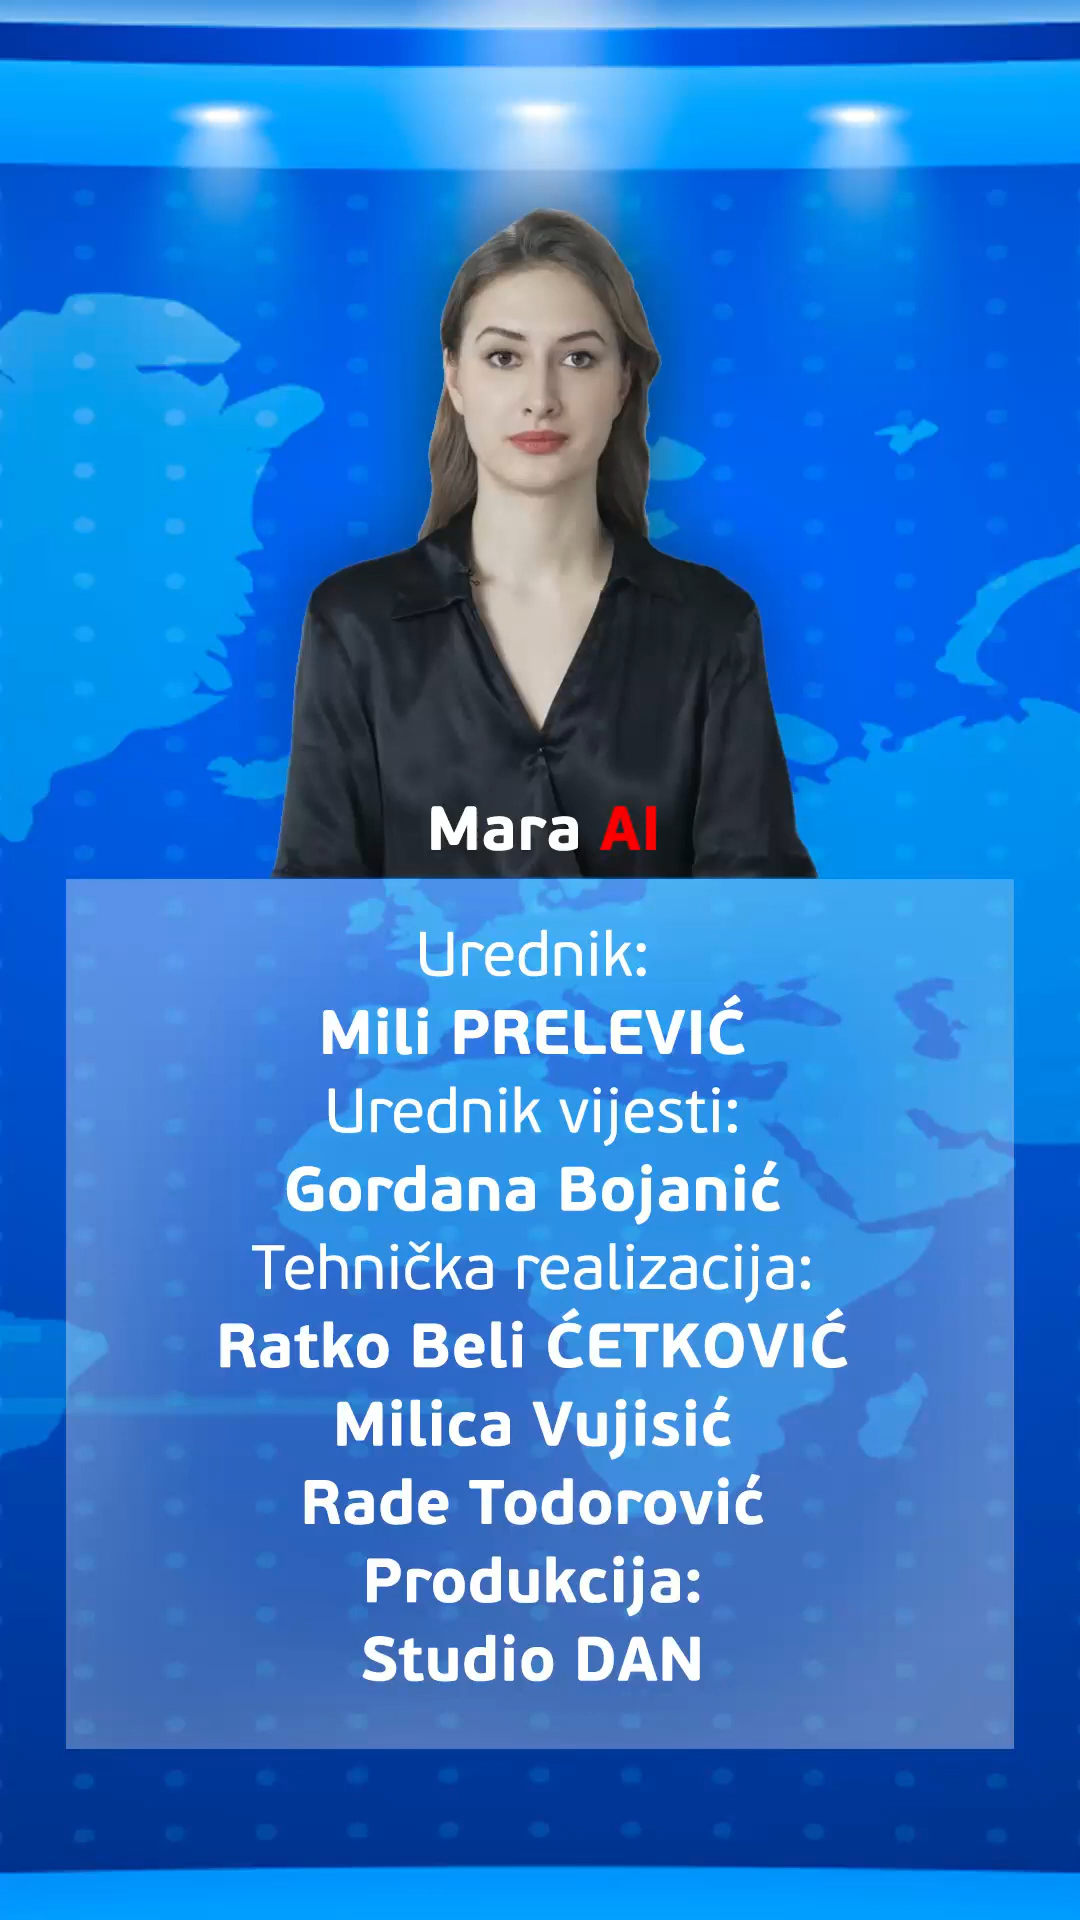 Mara AI
Urednik:
Mili PRELEVIĆ
Urednik vijesti:
Gordana Bojanić
Tehnička realizacija:
Ratko Beli ĆETKOVIĆ
Milica Vujisić
Rade Todorović
Produkcija:
Studio DAN